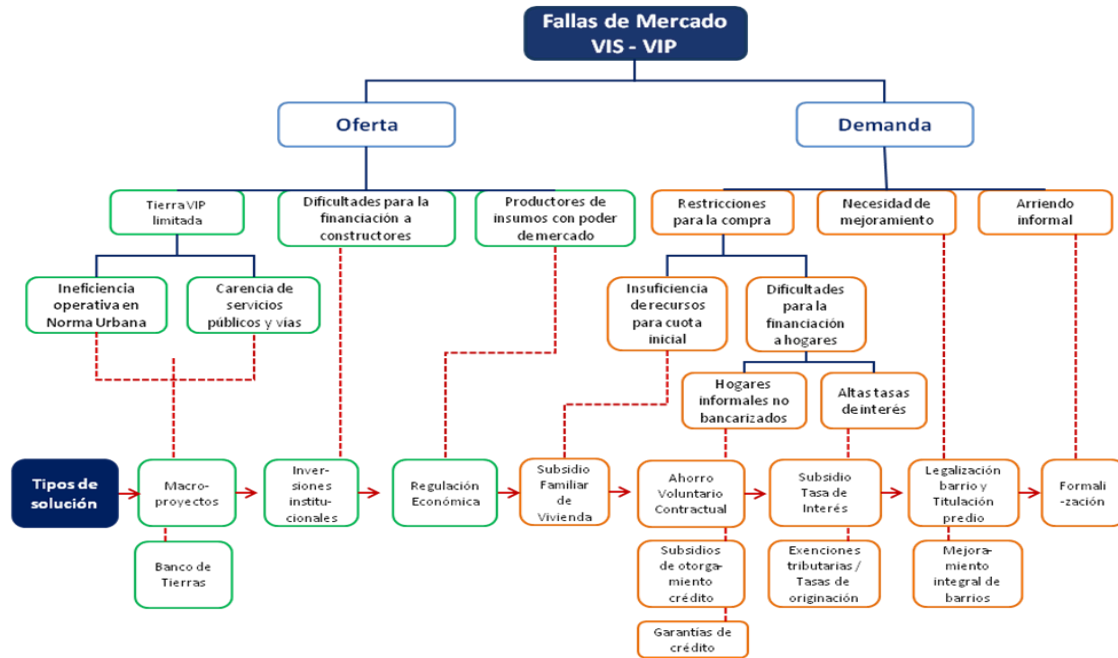 Fallas de Mercado
VIS - VIP
Oferta
Demanda
Tierra VIP
limitada
Dificultades para la
financiación a
constructores
Productores de
insumos con poder
de mercado
Restricciones
para la compra
Necesidad de
mejoramiento
Arriendo
informal
Ineficiencia
operativa en
Norma Urbana
Carencia de
servicios
públicos y vías
Insuficiencia
de recursos
para cuota
inicial
Dificultades
para la
financiación
a hogares
Hogares
informales no
bancarizados
Altas tasas
de interés
Tipos de
solución
Macro-
proyectos
Inver-
siones
institu-
cionales
Regulación
Económica
Subsidio
Familiar
de
Vivienda
Ahorro
Voluntario
Contractual
Subsidio
Tasa de
Interés
Legalización
barrio y
Titulación
predio
Formali
-ización
Banco de
Tierras
Subsidios
de otorga-
miento
crédito
Exenciones
tributarias /
Tasas de
originación
Mejora-
miento
integral de
barrios
Garantías de
crédito